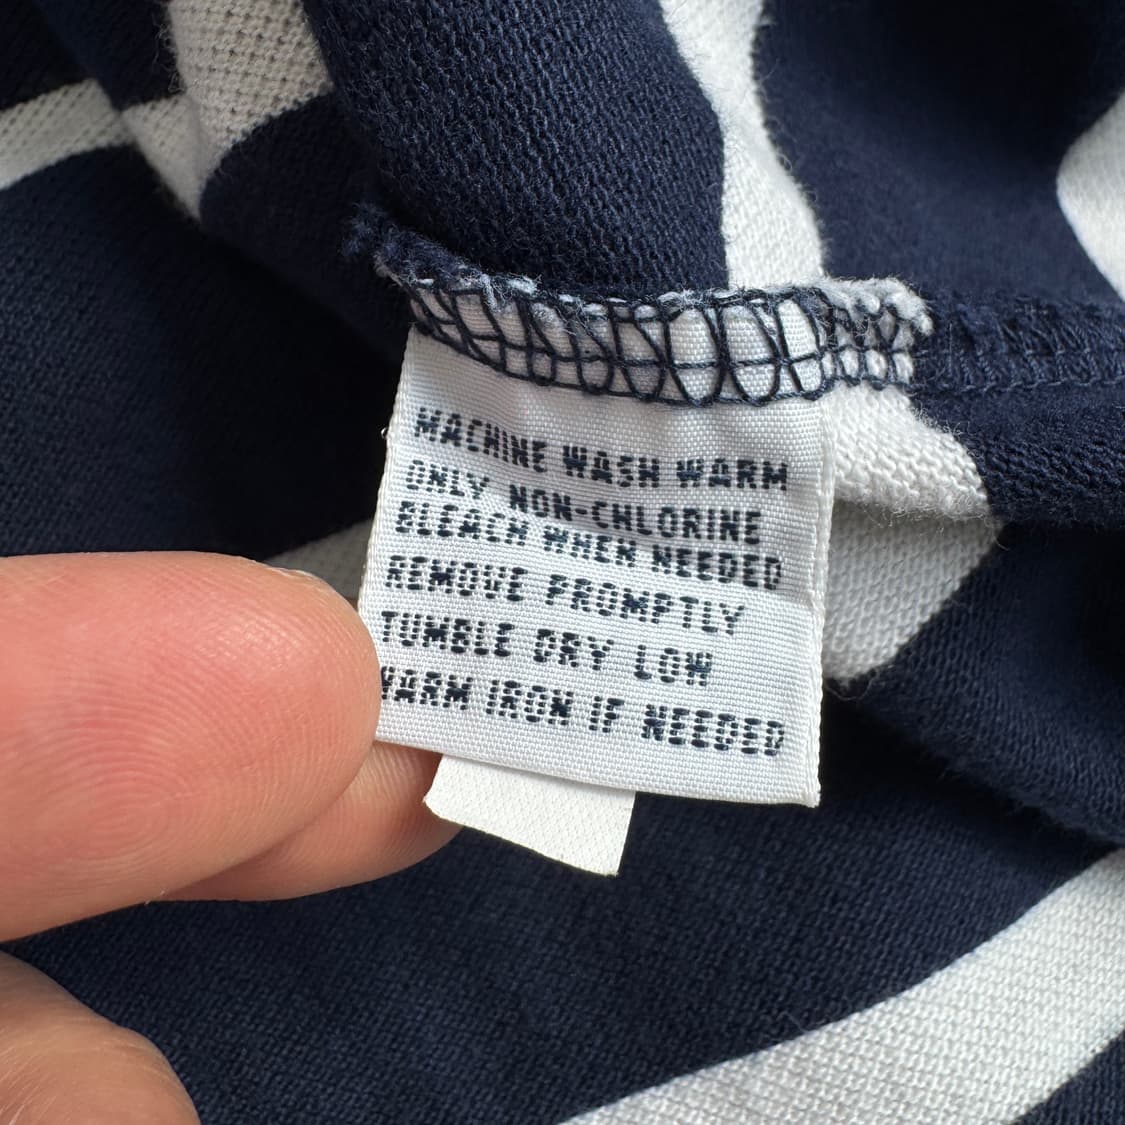 MACHINE WASH WARM
ONLY NON-CHLORINE
BLEACH WHEN NEEDED
REMOVE PROMPTLY
TUMBLE DRY LOW
WARM IRON IF NEEDED